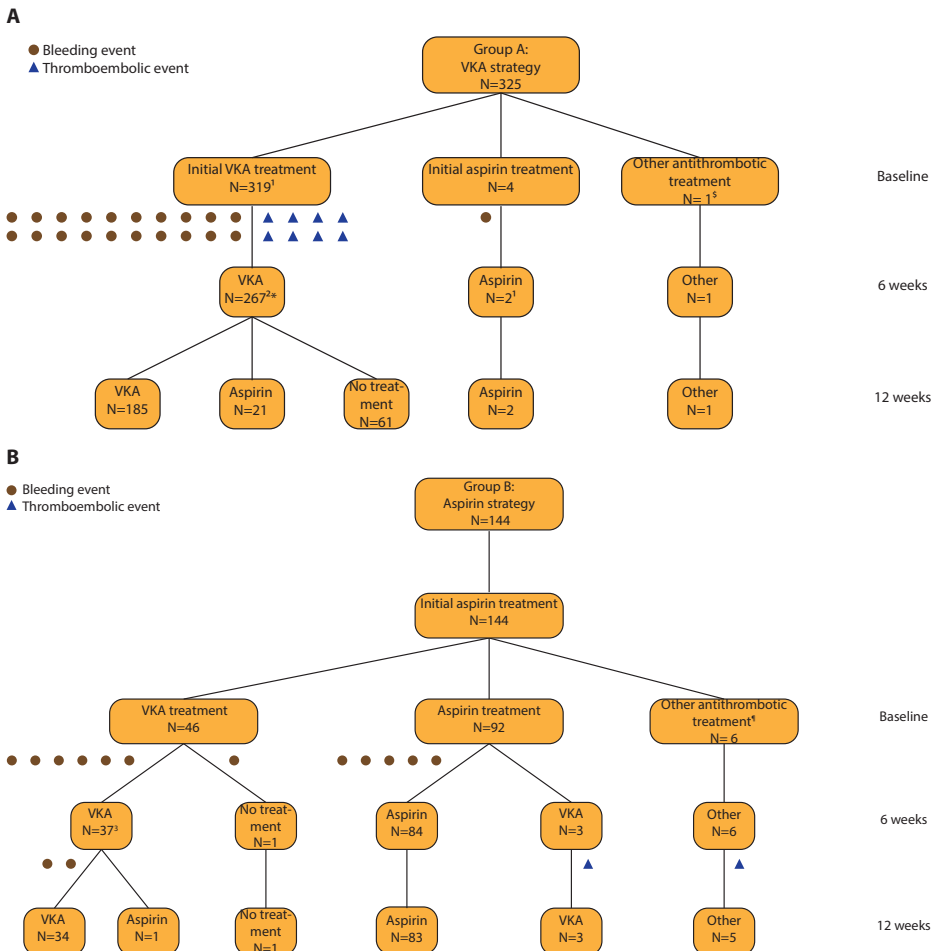 A
Bleeding event
Thromboembolic event
Group A:
VKA strategy
N=325
Initial VKA treatment
N=319¹
Initial aspirin treatment
N=4
Other antithrombotic
treatment
N= 1$
Baseline
VKA
N=267²*
Aspirin
N=2¹
Other
N=1
6 weeks
VKA
N=185
Aspirin
N=21
No treat-
ment
N=61
Aspirin
N=2
Other
N=1
12 weeks
B
Bleeding event
Thromboembolic event
Group B:
Aspirin strategy
N=144
Initial aspirin treatment
N=144
VKA treatment
N=46
Aspirin treatment
N=92
Other antithrombotic
treatment¶
N= 6
Baseline
VKA
N=37³
No treat-
ment
N=1
Aspirin
N=84
VKA
N=3
Other
N=6
6 weeks
VKA
N=34
Aspirin
N=1
No treat-
ment
N=1
Aspirin
N=83
VKA
N=3
Other
N=5
12 weeks